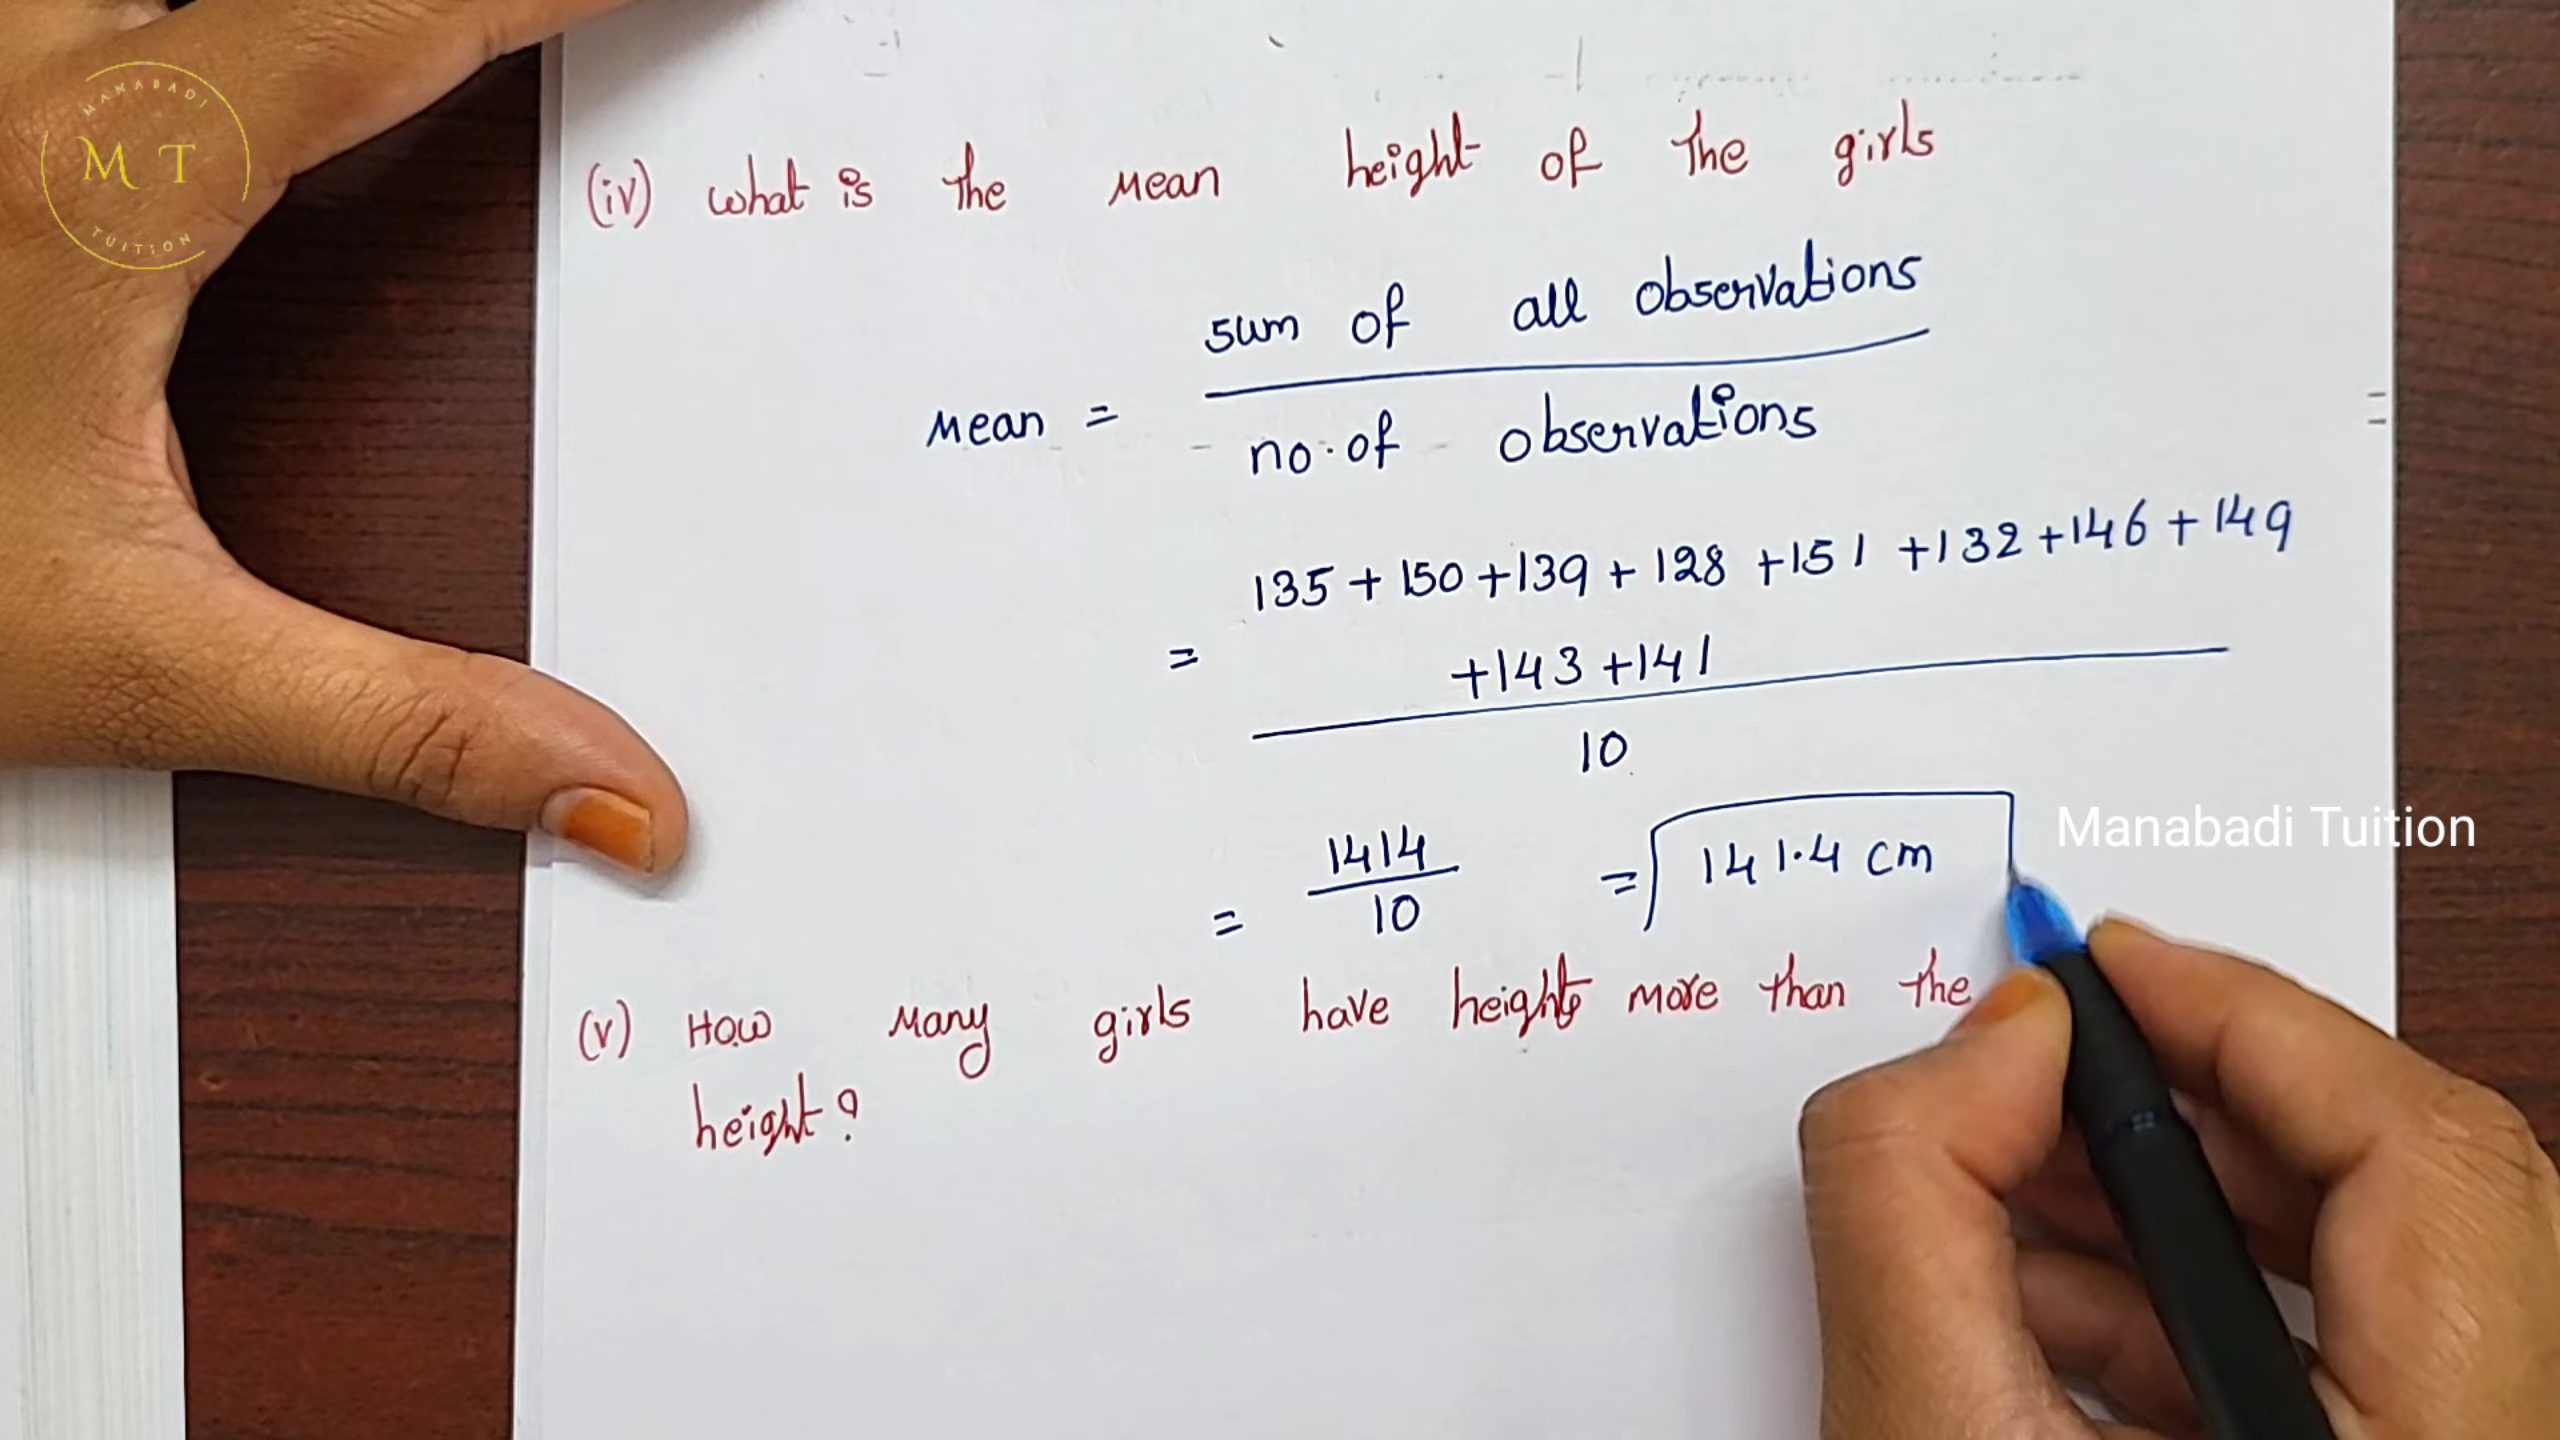 MANABADI
M T
TUITION
(iv) what is the mean height of the girls
sum of all observations
Mean =
no. of observations
135 + 150 +139 + 128 +151 +132 +146 + 149
=
+143 +141
10
= 1414 = 141.4 cm
10
Manabadi Tuition
(v) How many girls have heights more than the
height?